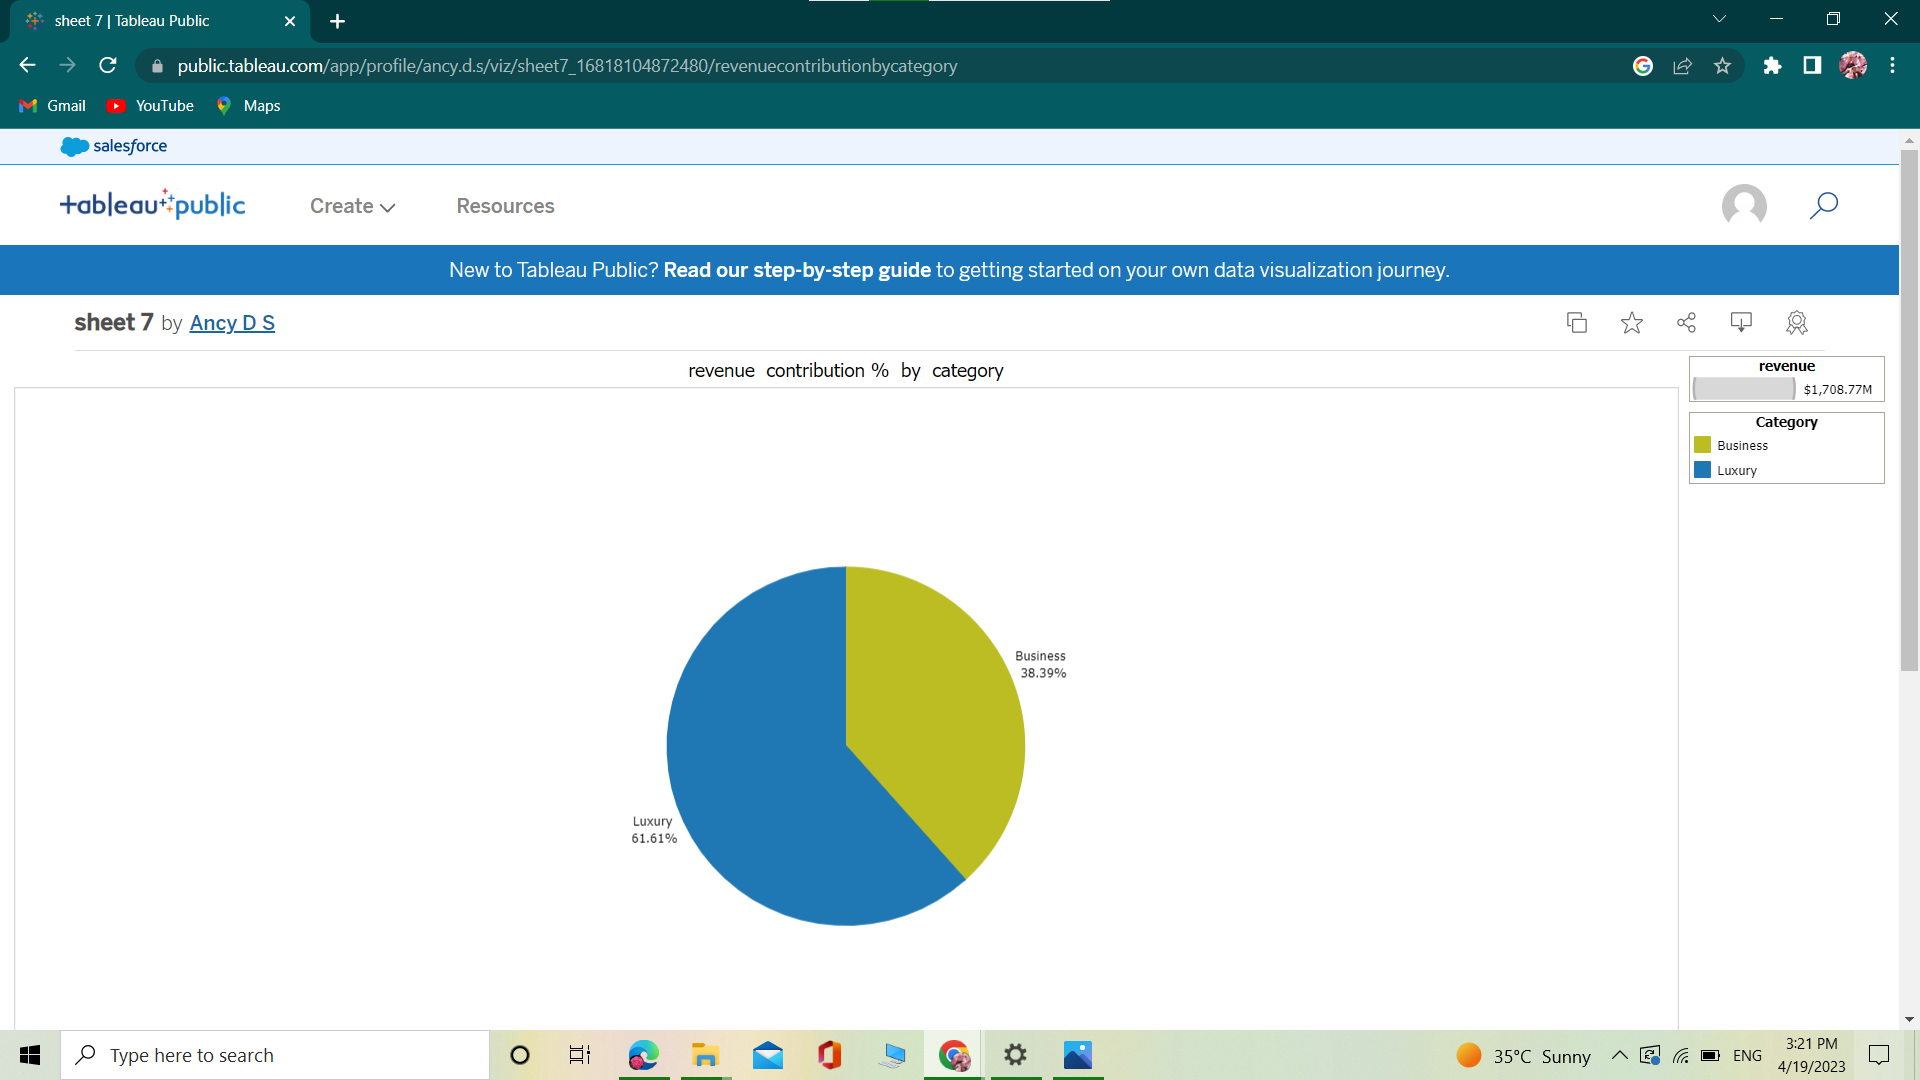 sheet 7 | Tableau Public
public.tableau.com/app/profile/ancy.d.s/viz/sheet7_16818104872480/revenuecontributionbycategory
Gmail YouTube Maps
salesforce
+ableau public Create Resources
New to Tableau Public? Read our step-by-step guide to getting started on your own data visualization journey.
sheet 7 by Ancy D S
revenue contribution % by category
revenue
$1,708.77M
Category
Business
Luxury
Business
38.39%
Luxury
61.61%
Type here to search
35°C Sunny
ENG
3:21 PM
4/19/2023